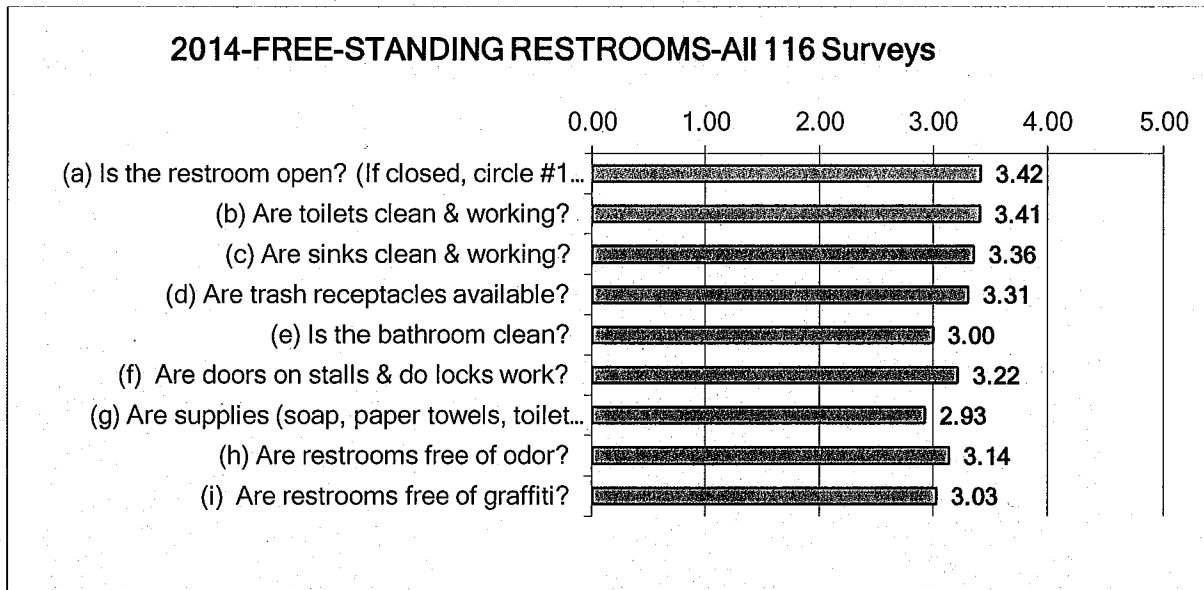 2014-FREE-STANDING RESTROOMS-All 116 Surveys
0.00 1.00 2.00 3.00 4.00 5.00
(a) Is the restroom open? (If closed, circle #1... 3.42
(b) Are toilets clean & working? 3.41
(c) Are sinks clean & working? 3.36
(d) Are trash receptacles available? 3.31
(e) Is the bathroom clean? 3.00
(f) Are doors on stalls & do locks work? 3.22
(g) Are supplies (soap, paper towels, toilet... 2.93
(h) Are restrooms free of odor? 3.14
(i) Are restrooms free of graffiti? 3.03